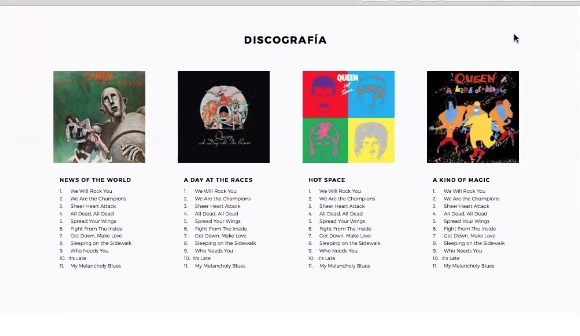 DISCOGRAFÍA
QUEEN
NEWS OF THE WORLD
1. We Will Rock You
2. We Are the Champions
3. Sheer Heart Attack
4. All Dead, All Dead
5. Spread Your Wings
6. Fight From The Inside
7. Get Down, Make Love
8. Sleeping on the Sidewalk
9. Who Needs You
10. It's Late
11. My Melancholy Blues
Queen
A Day At The Races
A DAY AT THE RACES
1. We Will Rock You
2. We Are the Champions
3. Sheer Heart Attack
4. All Dead, All Dead
5. Spread Your Wings
6. Fight From The Inside
7. Get Down, Make Love
8. Sleeping on the Sidewalk
9. Who Needs You
10. It's Late
11. My Melancholy Blues
QUEEN
Hot
Space
HOT SPACE
1. We Will Rock You
2. We Are the Champions
3. Sheer Heart Attack
4. All Dead, All Dead
5. Spread Your Wings
6. Fight From The Inside
7. Get Down, Make Love
8. Sleeping on the Sidewalk
9. Who Needs You
10. It's Late
11. My Melancholy Blues
QUEEN
A kind of Magic
A KIND OF MAGIC
1. We Will Rock You
2. We Are the Champions
3. Sheer Heart Attack
4. All Dead, All Dead
5. Spread Your Wings
6. Fight From The Inside
7. Get Down, Make Love
8. Sleeping on the Sidewalk
9. Who Needs You
10. It's Late
11. My Melancholy Blues